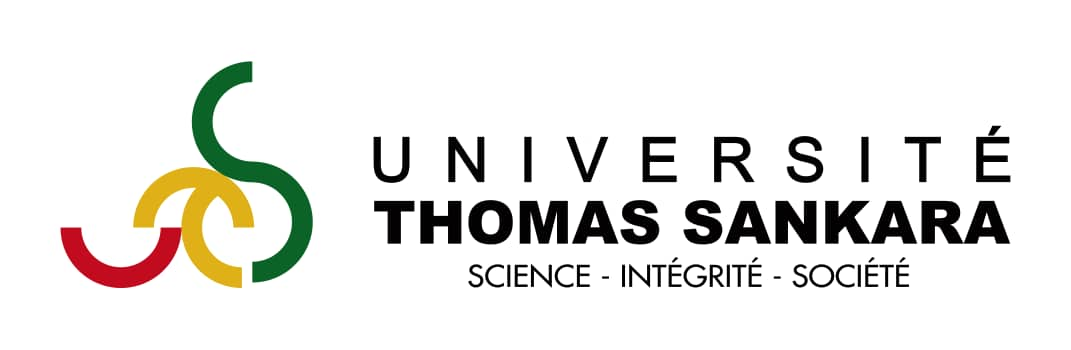 UNIVERSITÉ
THOMAS SANKARA
SCIENCE - INTÉGRITÉ - SOCIÉTÉ